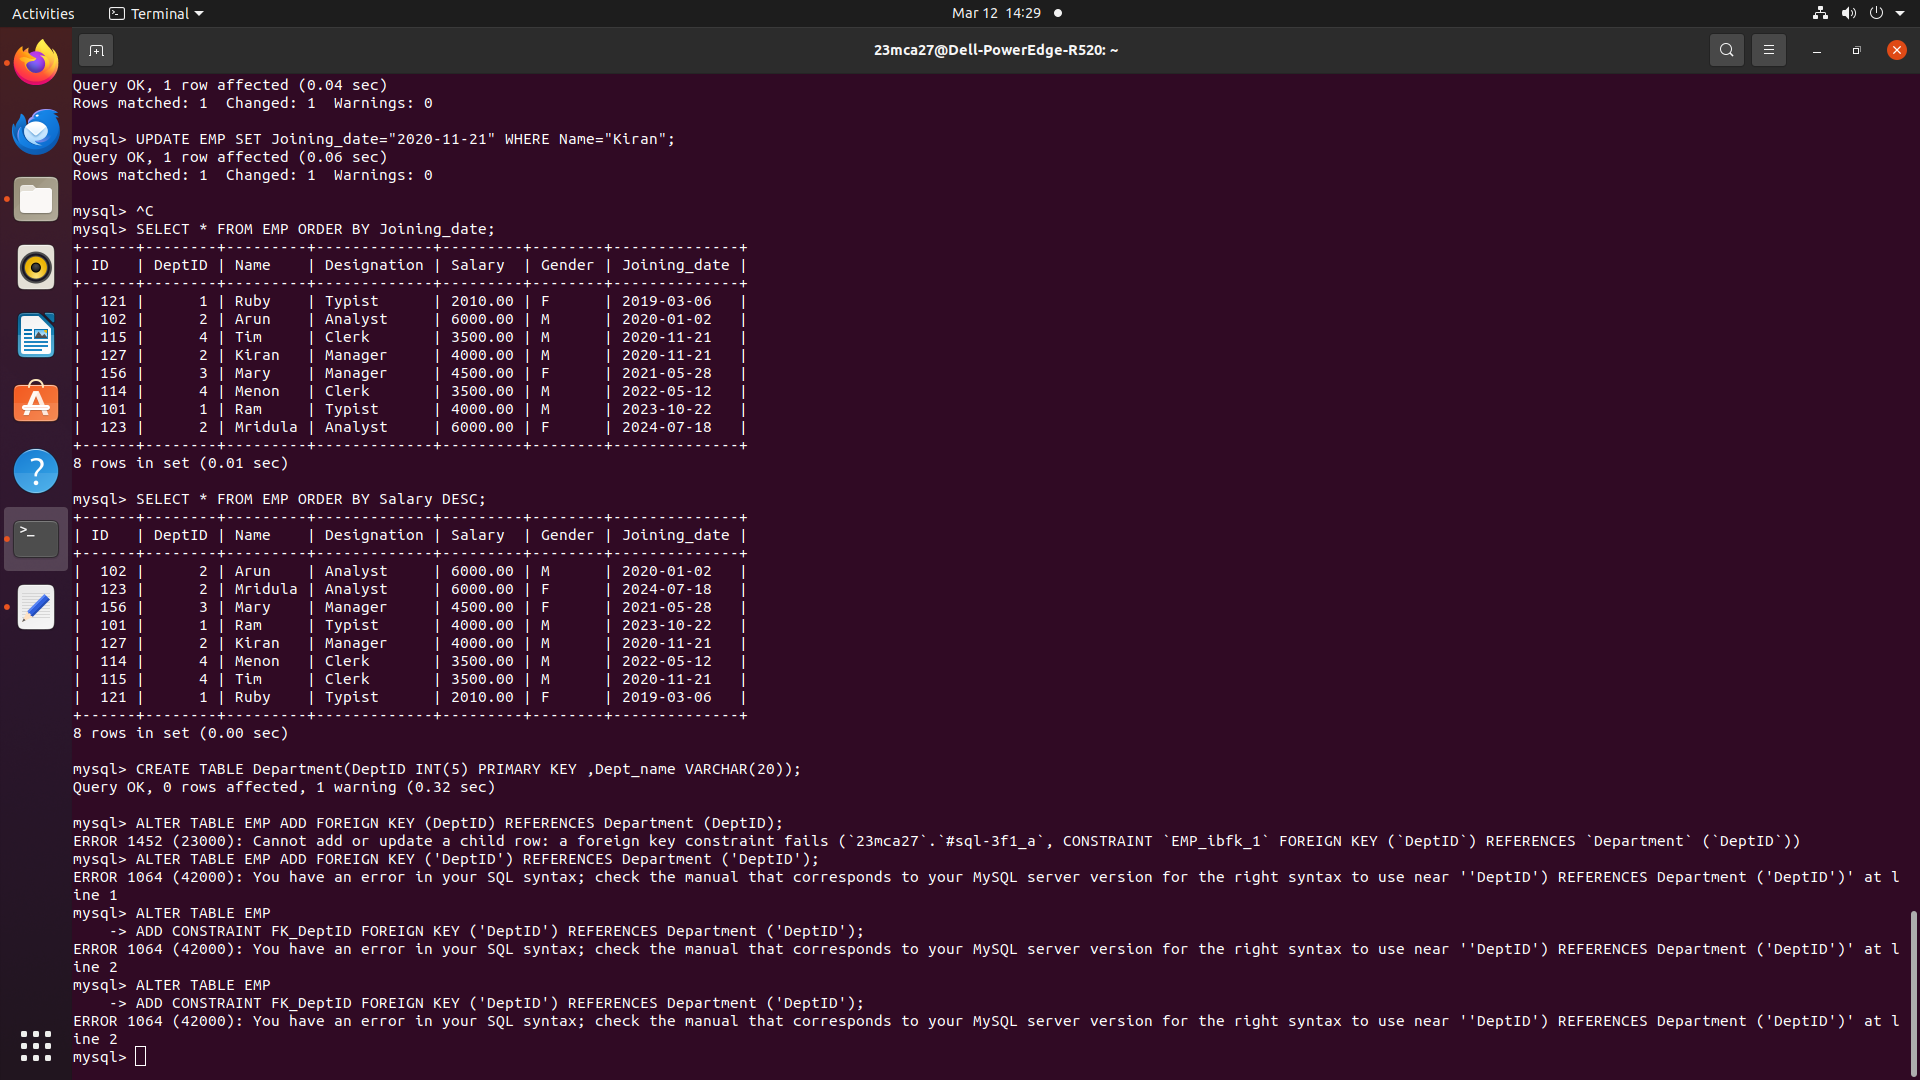 Activities
Terminal
Mar 12 14:29
23mca27@Dell-PowerEdge-R520: ~
Query OK, 1 row affected (0.04 sec)
Rows matched: 1  Changed: 1  Warnings: 0
mysql> UPDATE EMP SET Joining_date="2020-11-21" WHERE Name="Kiran";
Query OK, 1 row affected (0.06 sec)
Rows matched: 1  Changed: 1  Warnings: 0
mysql> ^C
mysql> SELECT * FROM EMP ORDER BY Joining_date;
+------+--------+---------+-------------+---------+--------+--------------+
| ID   | DeptID | Name    | Designation | Salary  | Gender | Joining_date |
+------+--------+---------+-------------+---------+--------+--------------+
|  121 |      1 | Ruby    | Typist      | 2010.00 | F      | 2019-03-06   |
|  102 |      2 | Arun    | Analyst     | 6000.00 | M      | 2020-01-02   |
|  115 |      4 | Tim     | Clerk       | 3500.00 | M      | 2020-11-21   |
|  127 |      2 | Kiran   | Manager     | 4000.00 | M      | 2020-11-21   |
|  156 |      3 | Mary    | Manager     | 4500.00 | F      | 2021-05-28   |
|  114 |      4 | Menon   | Clerk       | 3500.00 | M      | 2022-05-12   |
|  101 |      1 | Ram     | Typist      | 4000.00 | M      | 2023-10-22   |
|  123 |      2 | Mridula | Analyst     | 6000.00 | F      | 2024-07-18   |
+------+--------+---------+-------------+---------+--------+--------------+
8 rows in set (0.01 sec)
mysql> SELECT * FROM EMP ORDER BY Salary DESC;
+------+--------+---------+-------------+---------+--------+--------------+
| ID   | DeptID | Name    | Designation | Salary  | Gender | Joining_date |
+------+--------+---------+-------------+---------+--------+--------------+
|  102 |      2 | Arun    | Analyst     | 6000.00 | M      | 2020-01-02   |
|  123 |      2 | Mridula | Analyst     | 6000.00 | F      | 2024-07-18   |
|  156 |      3 | Mary    | Manager     | 4500.00 | F      | 2021-05-28   |
|  101 |      1 | Ram     | Typist      | 4000.00 | M      | 2023-10-22   |
|  127 |      2 | Kiran   | Manager     | 4000.00 | M      | 2020-11-21   |
|  114 |      4 | Menon   | Clerk       | 3500.00 | M      | 2022-05-12   |
|  115 |      4 | Tim     | Clerk       | 3500.00 | M      | 2020-11-21   |
|  121 |      1 | Ruby    | Typist      | 2010.00 | F      | 2019-03-06   |
+------+--------+---------+-------------+---------+--------+--------------+
8 rows in set (0.00 sec)
mysql> CREATE TABLE Department(DeptID INT(5) PRIMARY KEY ,Dept_name VARCHAR(20));
Query OK, 0 rows affected, 1 warning (0.32 sec)
mysql> ALTER TABLE EMP ADD FOREIGN KEY (DeptID) REFERENCES Department (DeptID);
ERROR 1452 (23000): Cannot add or update a child row: a foreign key constraint fails (`23mca27`.`#sql-3f1_a`, CONSTRAINT `EMP_ibfk_1` FOREIGN KEY (`DeptID`) REFERENCES `Department` (`DeptID`))
mysql> ALTER TABLE EMP ADD FOREIGN KEY ('DeptID') REFERENCES Department ('DeptID');
ERROR 1064 (42000): You have an error in your SQL syntax; check the manual that corresponds to your MySQL server version for the right syntax to use near ''DeptID') REFERENCES Department ('DeptID')' at l
ine 1
mysql> ALTER TABLE EMP
    -> ADD CONSTRAINT FK_DeptID FOREIGN KEY ('DeptID') REFERENCES Department ('DeptID');
ERROR 1064 (42000): You have an error in your SQL syntax; check the manual that corresponds to your MySQL server version for the right syntax to use near ''DeptID') REFERENCES Department ('DeptID')' at l
ine 2
mysql> ALTER TABLE EMP
    -> ADD CONSTRAINT FK_DeptID FOREIGN KEY ('DeptID') REFERENCES Department ('DeptID');
ERROR 1064 (42000): You have an error in your SQL syntax; check the manual that corresponds to your MySQL server version for the right syntax to use near ''DeptID') REFERENCES Department ('DeptID')' at l
ine 2
mysql>